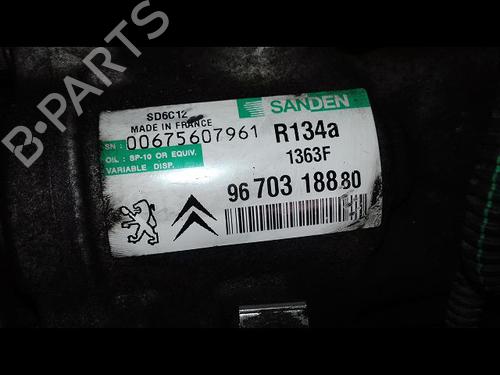 SD6C12
MADE IN FRANCE
SN : 00675607961
OIL : SP-10 OR EQUIV.
VARIABLE DISP.
SANDEN
R134a
1363F
96 703 188 80
B-PARTS